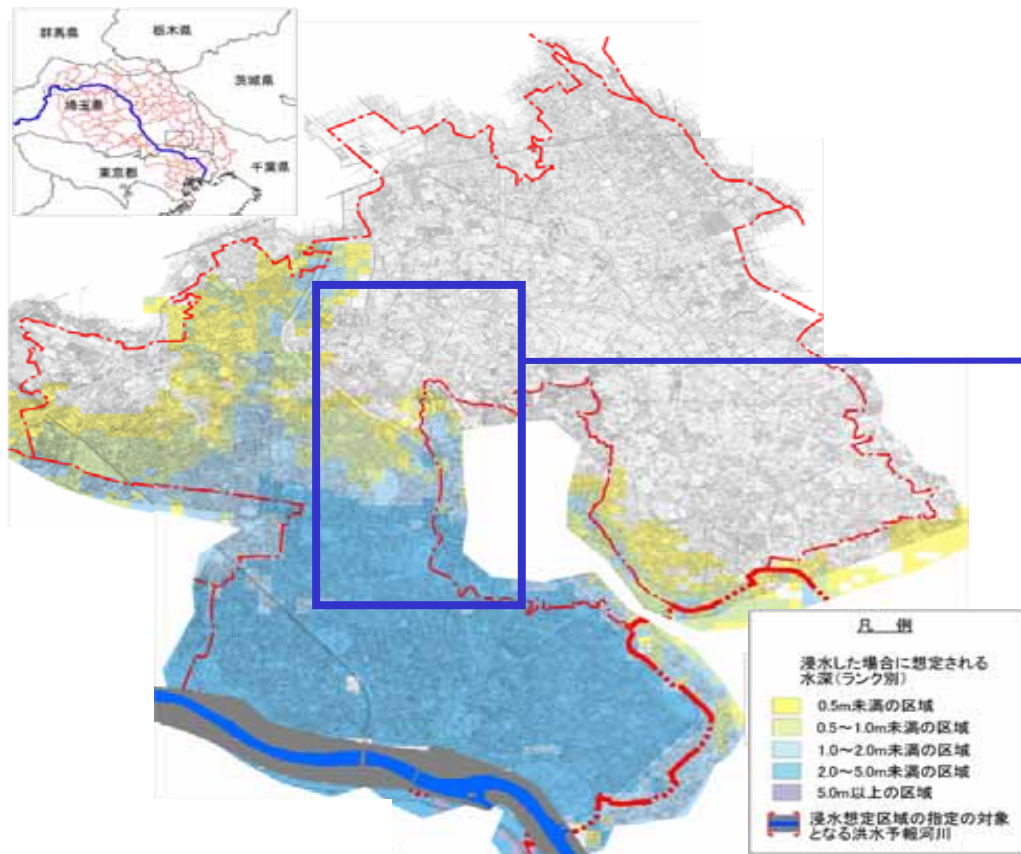 群馬県
栃木県
茨城県
埼玉県
東京都
千葉県
凡 例
浸水した場合に想定される
水深(ランク別)
0.5m未満の区域
0.5～1.0m未満の区域
1.0～2.0m未満の区域
2.0～5.0m未満の区域
5.0m以上の区域
浸水想定区域の指定の対象
となる洪水予報河川